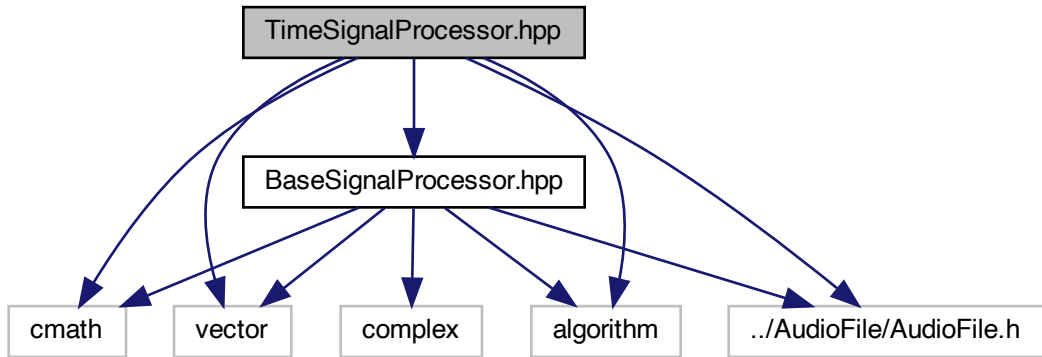 TimeSignalProcessor.hpp
BaseSignalProcessor.hpp
cmath
vector
complex
algorithm
../AudioFile/AudioFile.h